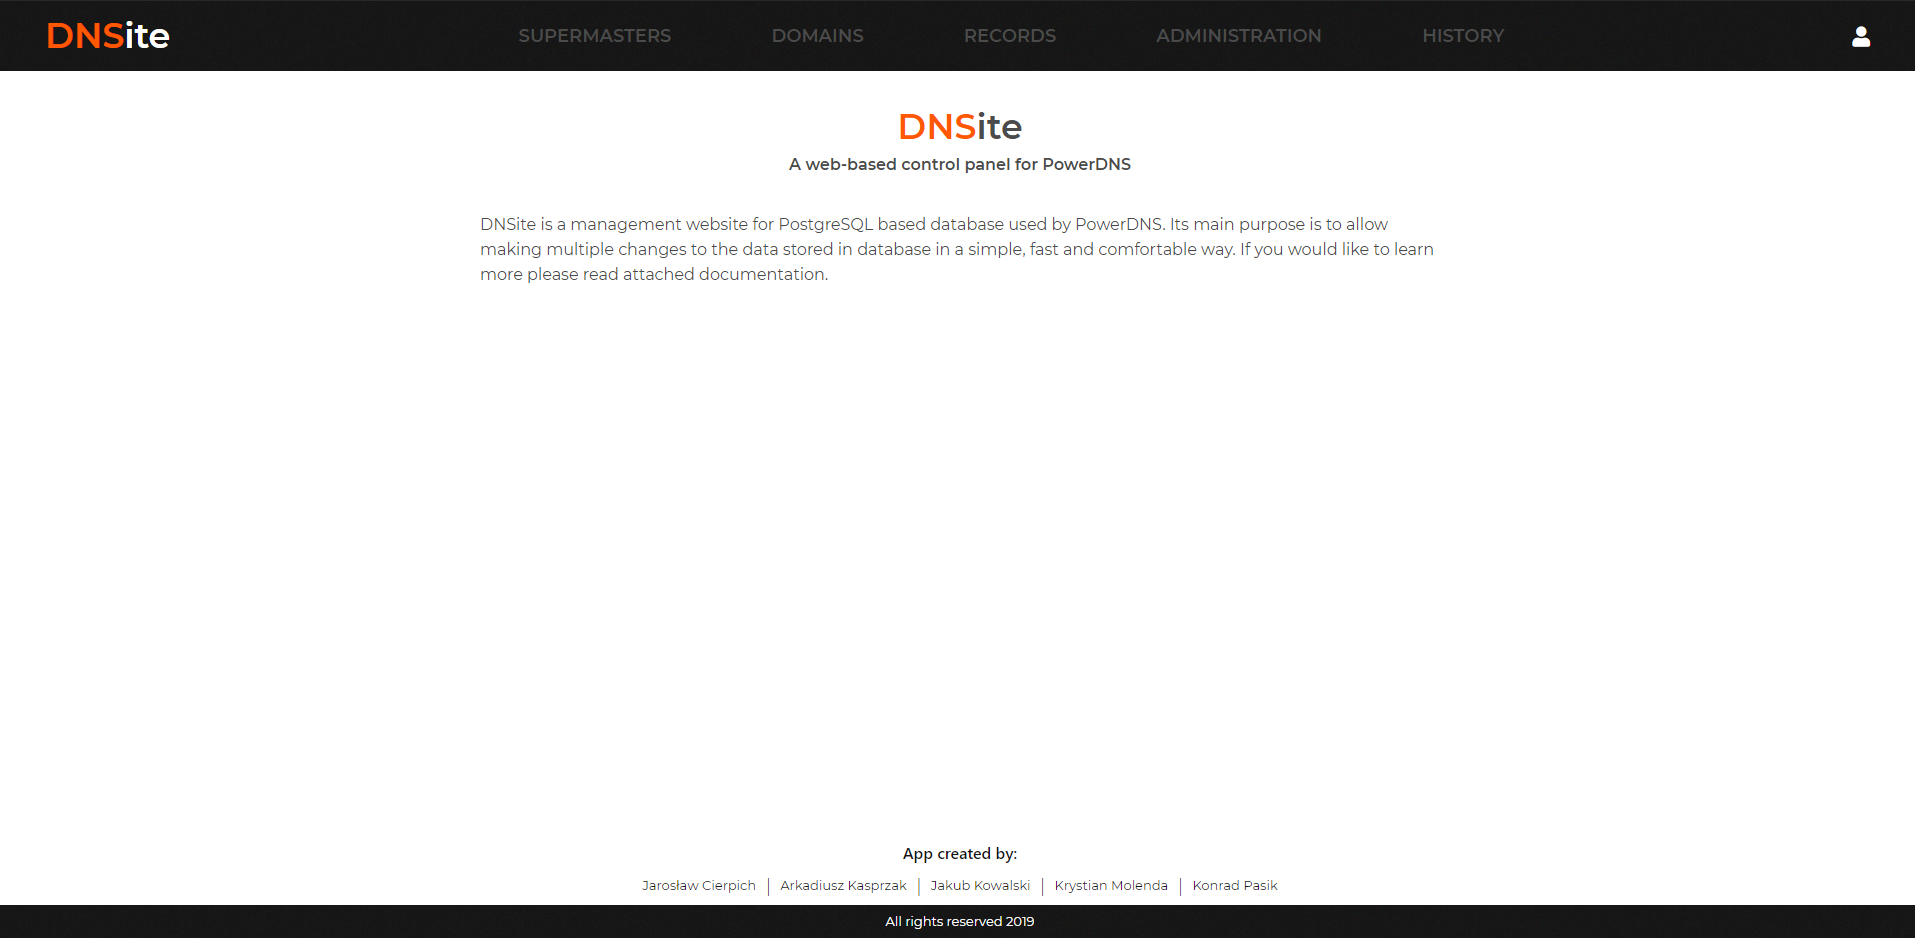 DNSite
SUPERMASTERS
DOMAINS
RECORDS
ADMINISTRATION
HISTORY
DNSite
A web-based control panel for PowerDNS
DNSite is a management website for PostgreSQL based database used by PowerDNS. Its main purpose is to allow
making multiple changes to the data stored in database in a simple, fast and comfortable way. If you would like to learn
more please read attached documentation.
App created by:
Jarosław Cierpich | Arkadiusz Kasprzak | Jakub Kowalski | Krystian Molenda | Konrad Pasik
All rights reserved 2019